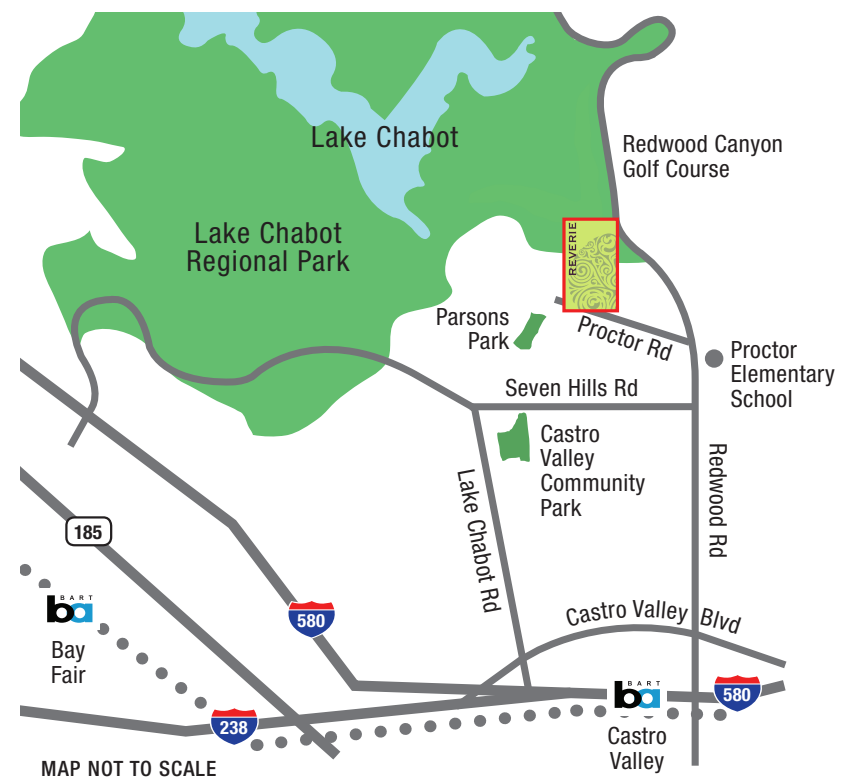 Lake Chabot
Redwood Canyon
Golf Course
Lake Chabot
Regional Park
REVERIE
Parsons
Park
Proctor Rd
Proctor
Elementary
School
Seven Hills Rd
Castro
Valley
Community
Park
Lake Chabot Rd
Redwood Rd
185
BART
ba
Bay
Fair
580
Castro Valley Blvd
BART
ba
580
238
Castro
Valley
MAP NOT TO SCALE